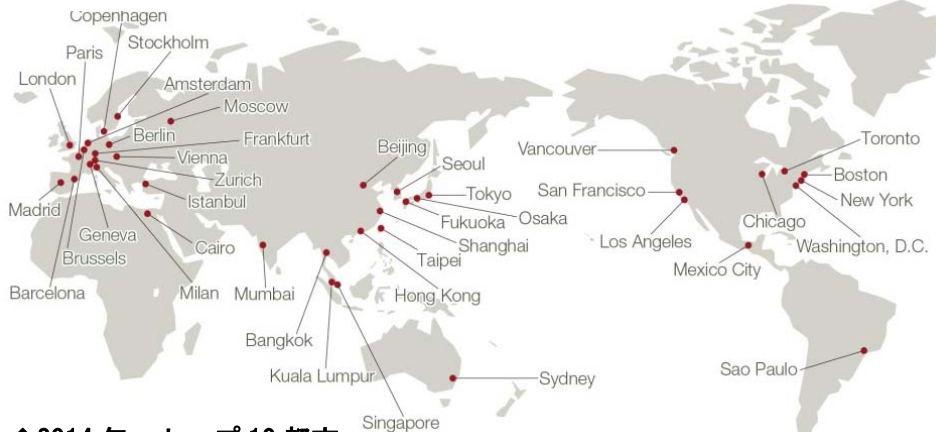 Copenhagen
Stockholm
Paris
London
Amsterdam
Moscow
Berlin
Frankfurt
Vienna
Zurich
Istanbul
Madrid
Geneva
Cairo
Brussels
Barcelona
Milan
Mumbai
Beijing
Seoul
Tokyo
Osaka
Fukuoka
Shanghai
Taipei
Hong Kong
Bangkok
Kuala Lumpur
Singapore
Sydney
Vancouver
San Francisco
Los Angeles
Mexico City
Toronto
Boston
New York
Chicago
Washington, D.C.
Sao Paulo